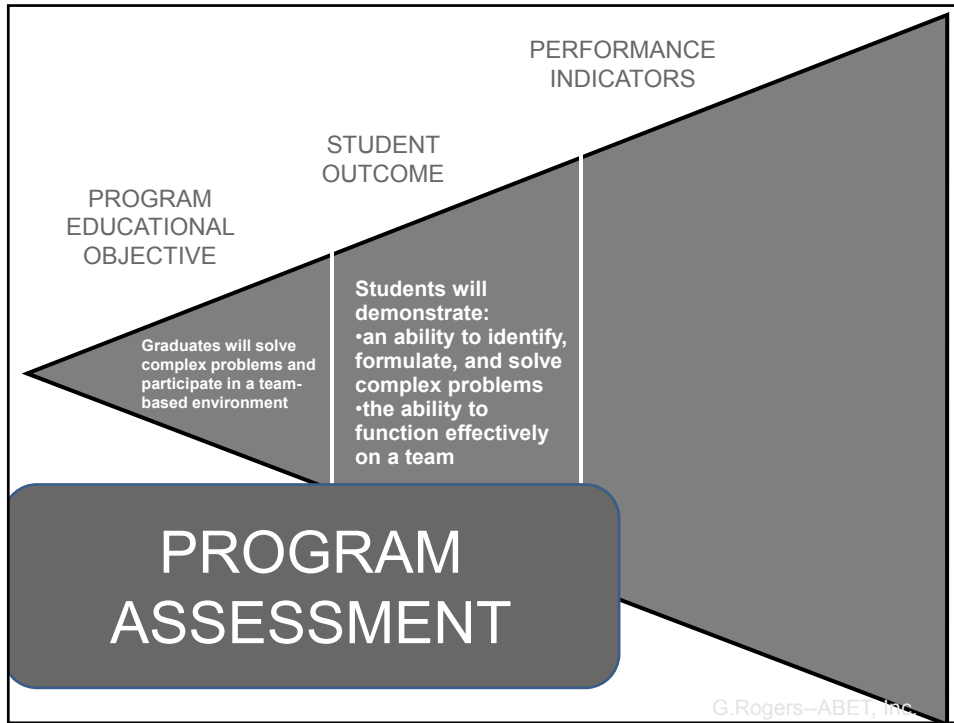 PERFORMANCE
INDICATORS
STUDENT
OUTCOME
PROGRAM
EDUCATIONAL
OBJECTIVE
Students will
demonstrate:
•an ability to identify,
formulate, and solve
complex problems
•the ability to
function effectively
on a team
Graduates will solve
complex problems and
participate in a team-
based environment
PROGRAM
ASSESSMENT
G.Rogers--ABET, Inc.